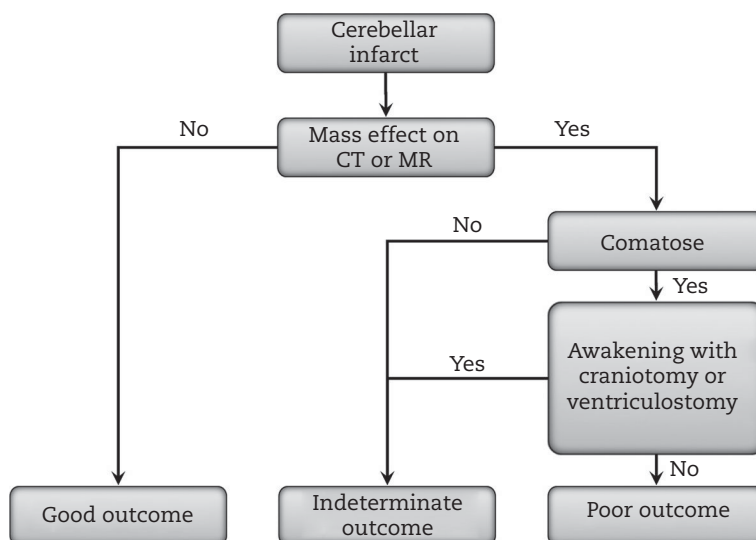 Cerebellar
infarct
No
Mass effect on
CT or MR
Yes
No
Comatose
Yes
Yes
Awakening with
craniotomy or
ventriculostomy
No
Good outcome
Indeterminate
outcome
Poor outcome